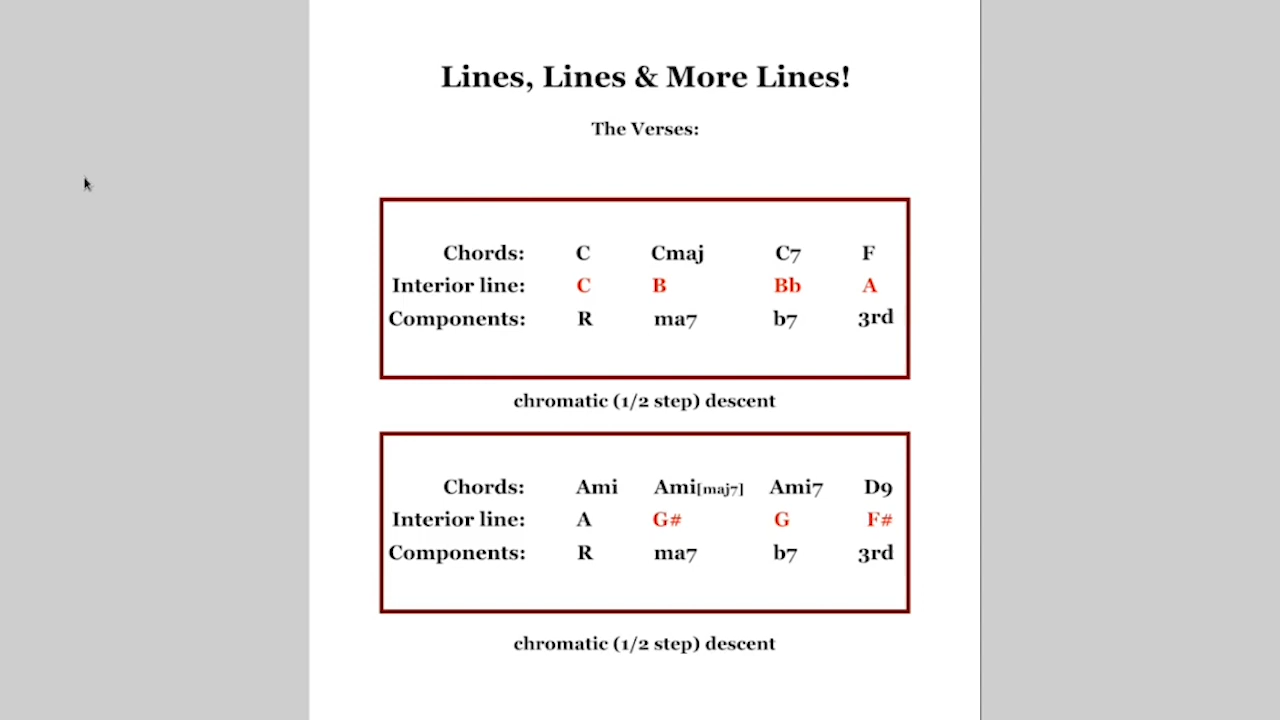 Lines, Lines & More Lines!
The Verses:
Chords: C Cmaj C7 F
Interior line: C B Bb A
Components: R ma7 b7 3rd
chromatic (1/2 step) descent
Chords: Ami Ami[maj7] Ami7 D9
Interior line: A G# G F#
Components: R ma7 b7 3rd
chromatic (1/2 step) descent